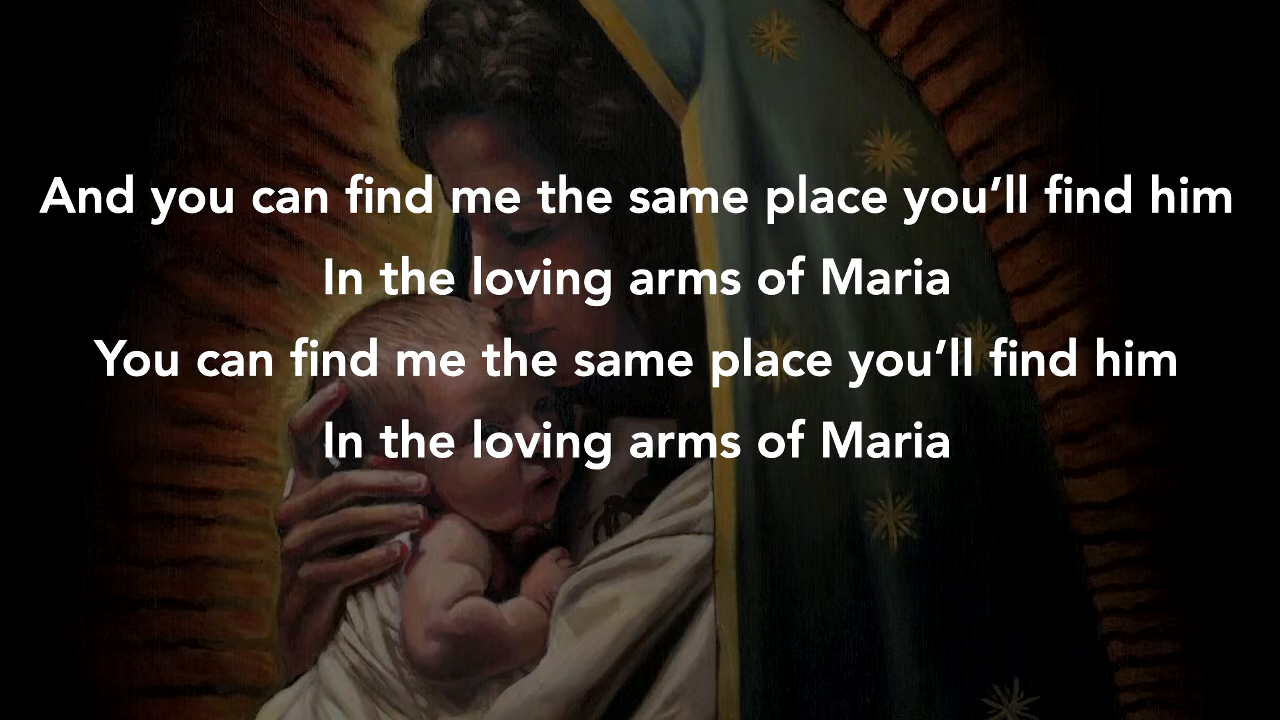 And you can find me the same place you’ll find him
In the loving arms of Maria
You can find me the same place you’ll find him
In the loving arms of Maria